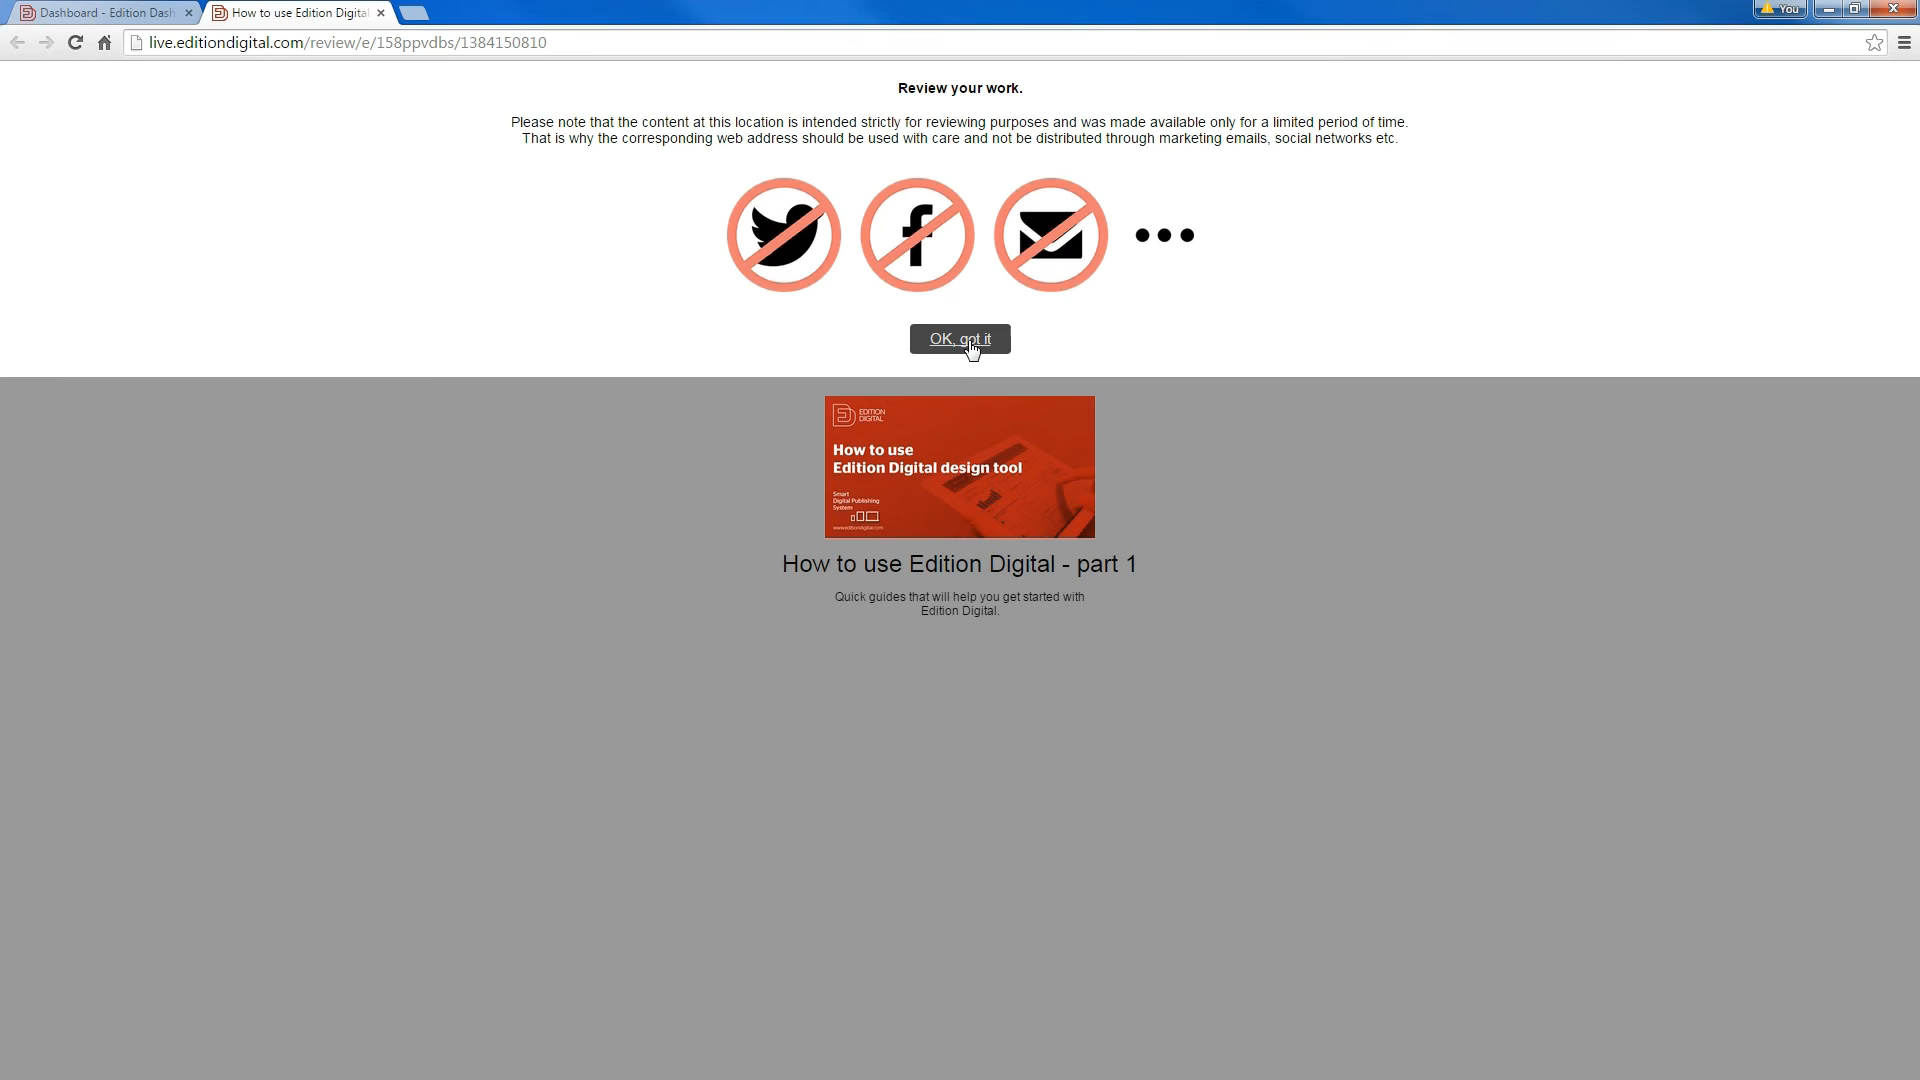 Dashboard - Edition Dash
How to use Edition Digital
You
live.editiondigital.com/review/e/158ppvdbs/1384150810
Review your work.
Please note that the content at this location is intended strictly for reviewing purposes and was made available only for a limited period of time.
That is why the corresponding web address should be used with care and not be distributed through marketing emails, social networks etc.
OK, got it
EDITION
DIGITAL
How to use
Edition Digital design tool
Smart
Digital Publishing
System
www.editiondigital.com
How to use Edition Digital - part 1
Quick guides that will help you get started with
Edition Digital.